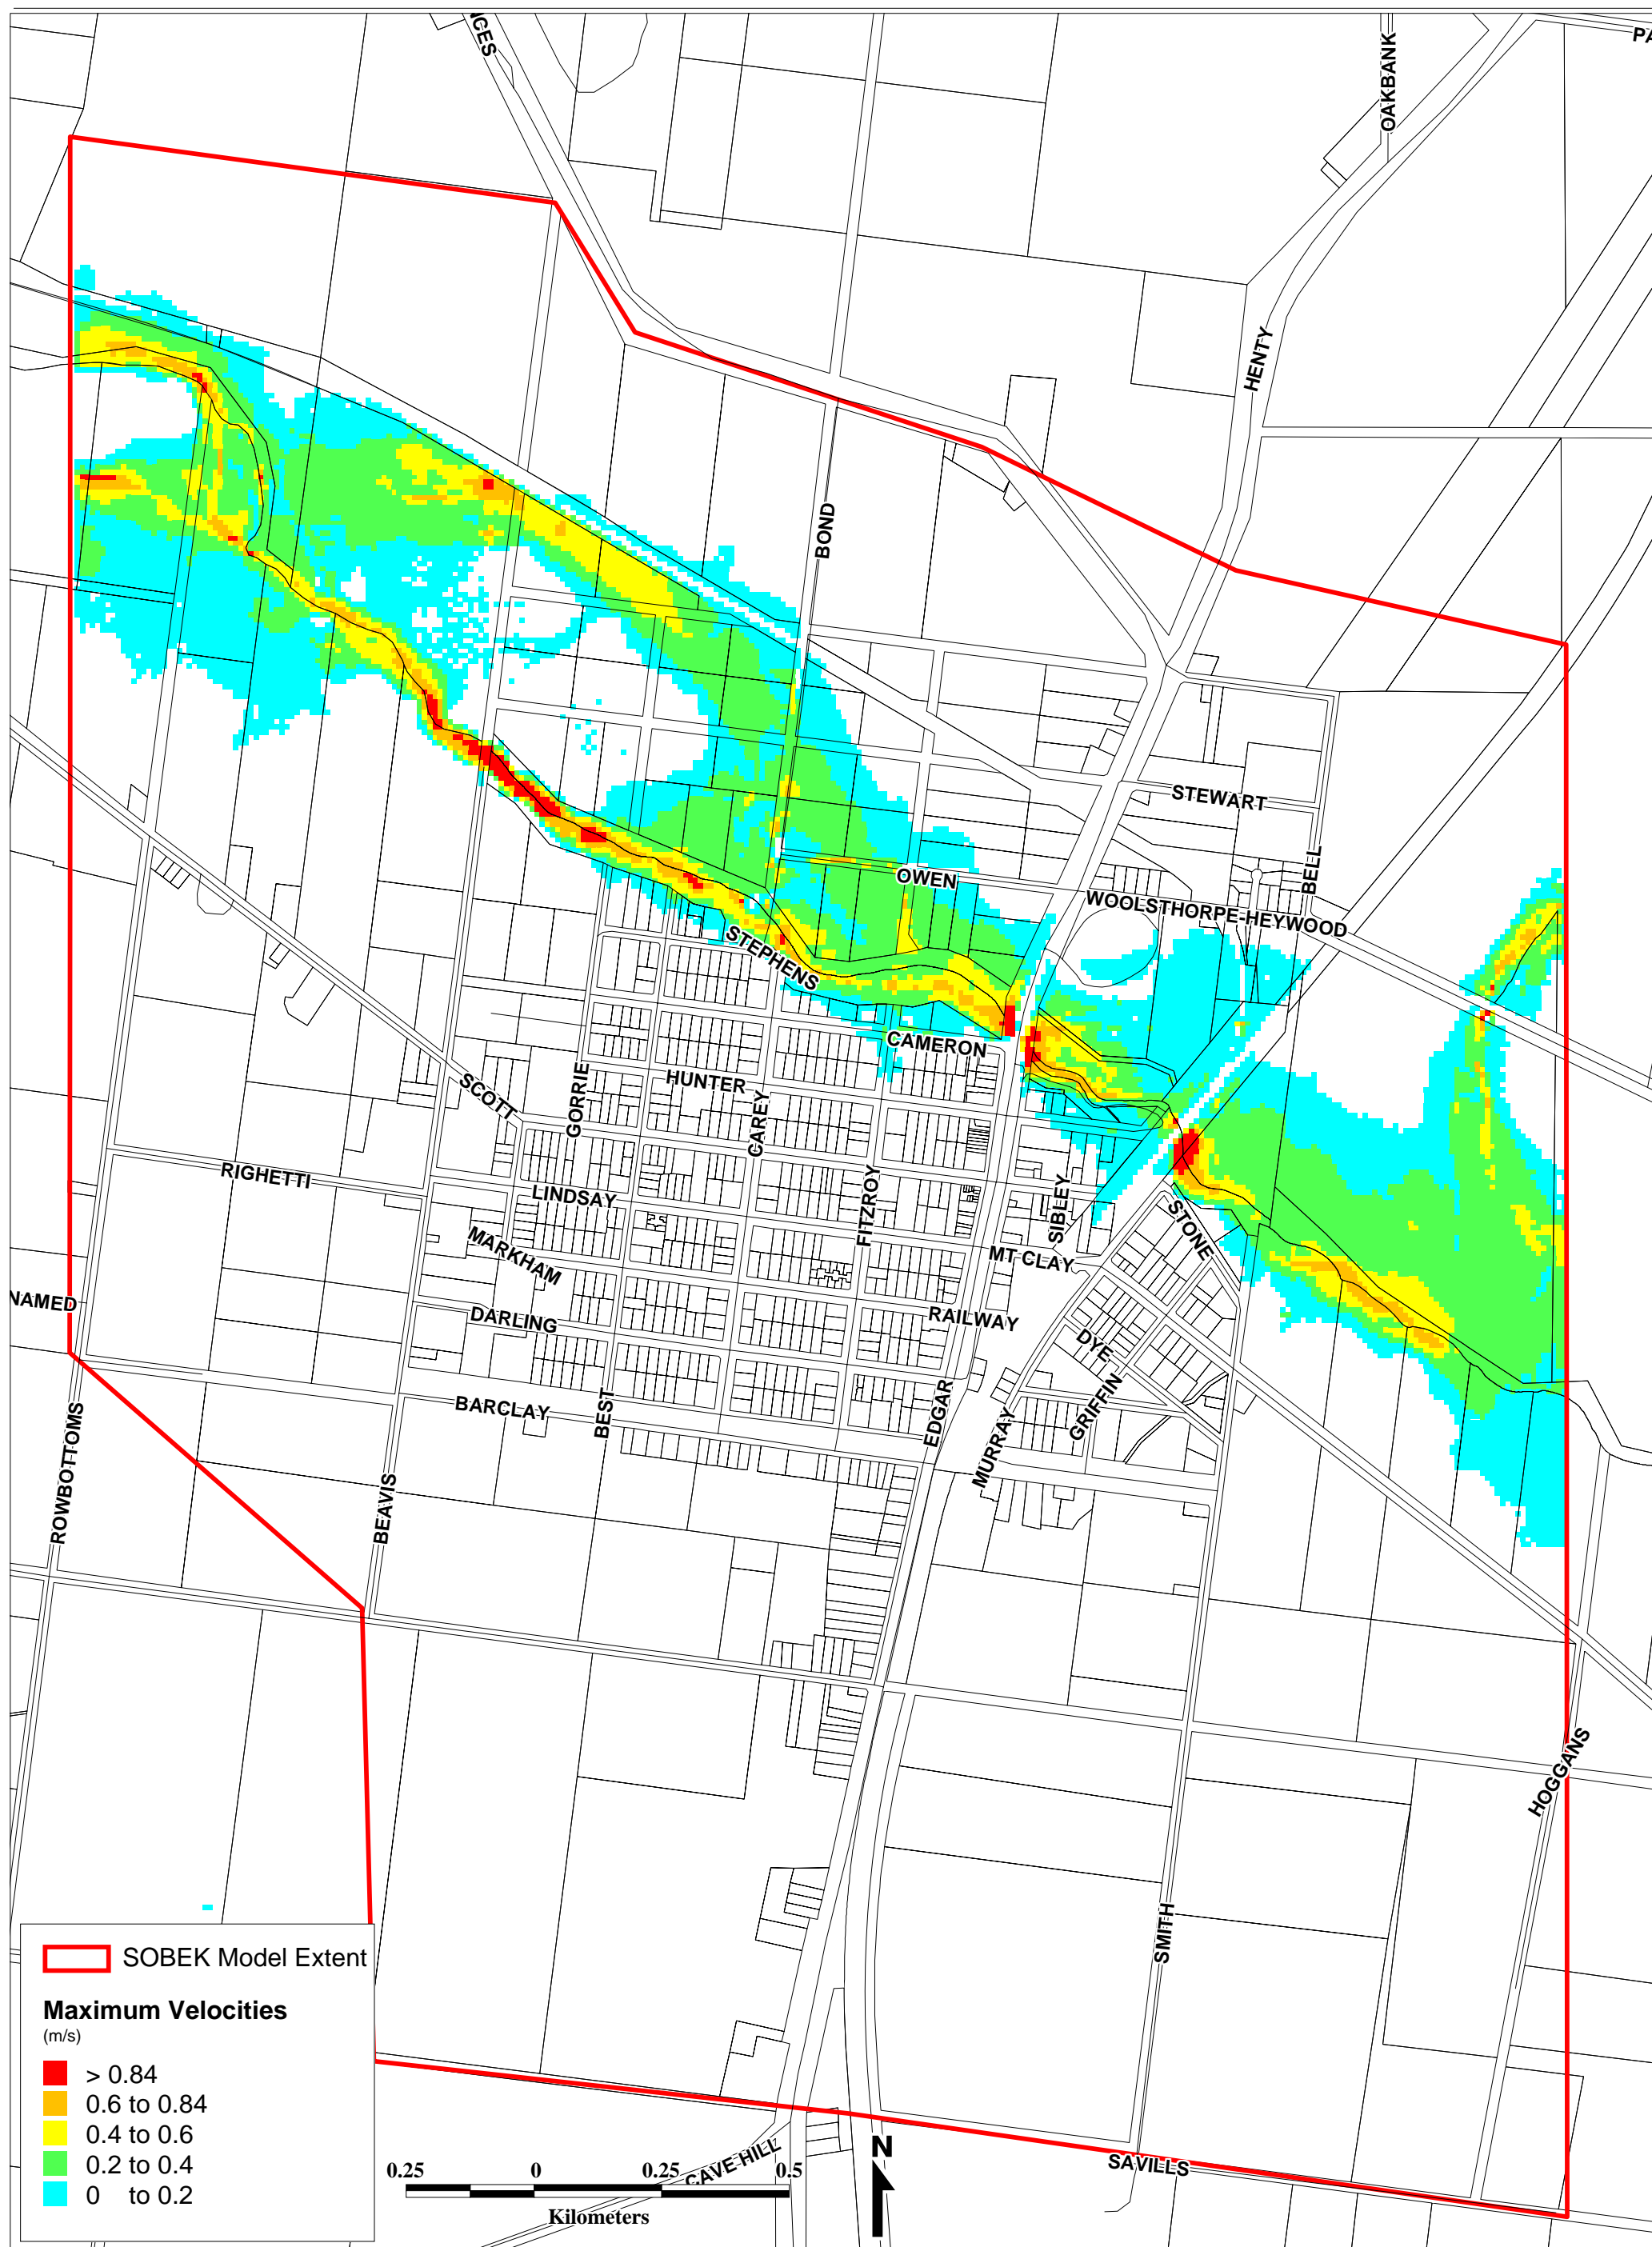 NCES
OAKBANK
PA
HENTY
BOND
STEWART
BELL
OWEN
WOOLSTHORPE-HEYWOOD
STEPHENS
CAMERON
HUNTER
SCOTT
GORRIE
CAREY
RIGHETTI
LINDSAY
FITZROY
SIBLEY
STONE
MARKHAM
MT CLAY
NAMED
DARLING
RAILWAY
DYE
BARCLAY
BEST
EDGAR
GRIFFIN
MURRAY
ROWBOTTOMS
BEAVIS
HOGGANS
SMITH
SOBEK Model Extent
Maximum Velocities
(m/s)
> 0.84
0.6 to 0.84
0.4 to 0.6
0.2 to 0.4
0 to 0.2
0.25 0 0.25 0.5
Kilometers
CAVE HILL
N
SAVILLS